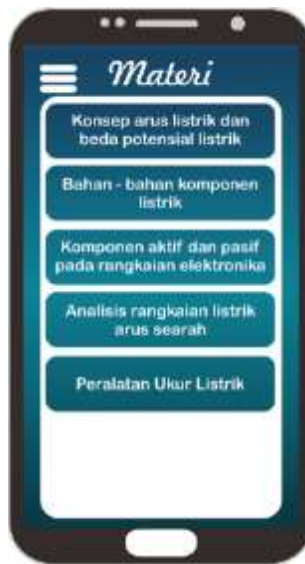 Materi
Konsep arus listrik dan
beda potensial listrik
Bahan - bahan komponen
listrik
Komponen aktif dan pasif
pada rangkaian elektronika
Analisis rangkaian listrik
arus searah
Peralatan Ukur Listrik